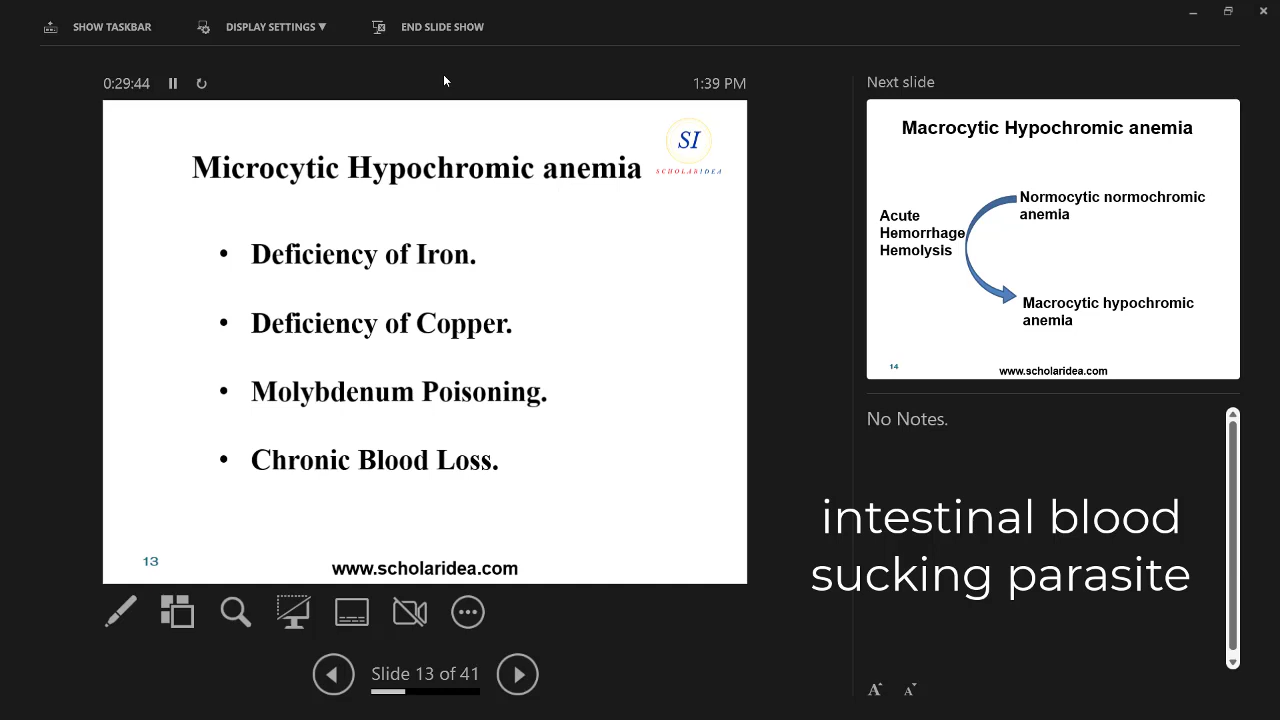 SHOW TASKBAR
DISPLAY SETTINGS ▼
END SLIDE SHOW
0:29:44
1:39 PM
SI
SCHOLARIDEA
Microcytic Hypochromic anemia
• Deficiency of Iron.
• Deficiency of Copper.
• Molybdenum Poisoning.
• Chronic Blood Loss.
13
www.scholaridea.com
Slide 13 of 41
Next slide
Macrocytic Hypochromic anemia
Normocytic normochromic
anemia
Acute
Hemorrhage
Hemolysis
Macrocytic hypochromic
anemia
14
www.scholaridea.com
No Notes.
intestinal blood
sucking parasite
A A